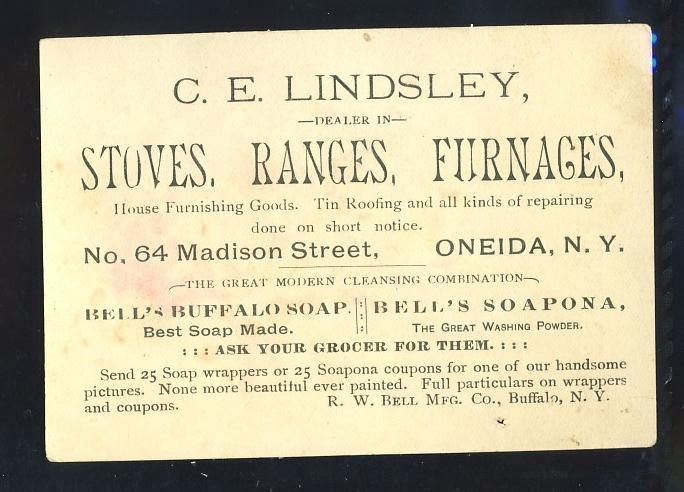 C. E. LINDSLEY,
—DEALER IN—
STOVES, RANGES, FURNACES,
House Furnishing Goods. Tin Roofing and all kinds of repairing
done on short notice.
No. 64 Madison Street, ONEIDA, N. Y.
—THE GREAT MODERN CLEANSING COMBINATION—
BELL'S BUFFALO SOAP.
Best Soap Made.
BELL'S SOAPONA,
THE GREAT WASHING POWDER.
: : : ASK YOUR GROCER FOR THEM. : : :
Send 25 Soap wrappers or 25 Soapona coupons for one of our handsome
pictures. None more beautiful ever painted. Full particulars on wrappers
and coupons. R. W. BELL MFG. CO., Buffalo, N. Y.